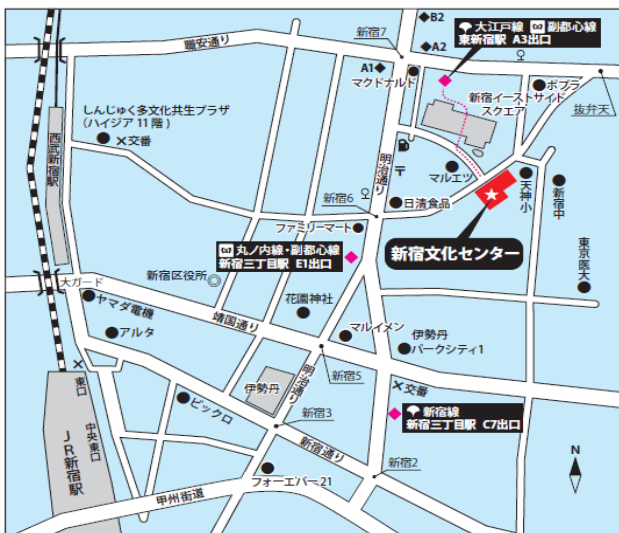 B2
新宿7
大江戸線 副都心線
東新宿駅 A3出口
職安通り
A1
A2
マクドナルド
ポプラ
新宿イーストサイド
スクエア
抜弁天
しんじゅく多文化共生プラザ
(ハイジア11階)
交番
西武新宿駅
明治通り
マルエツ
天神小
新宿中
新宿6
日清食品
ファミリーマート
丸ノ内線・副都心線
新宿三丁目駅 E1出口
新宿文化センター
東京医大
大ガード
新宿区役所
ヤマダ電機
花園神社
靖国通り
アルタ
マルイメン
伊勢丹
パークシティ1
東口
伊勢丹
明治通り
新宿5
交番
ビックロ
新宿3
新宿線
新宿三丁目駅 C7出口
中央東口
JR新宿駅
新宿通り
新宿2
フォーエバー21
甲州街道
N